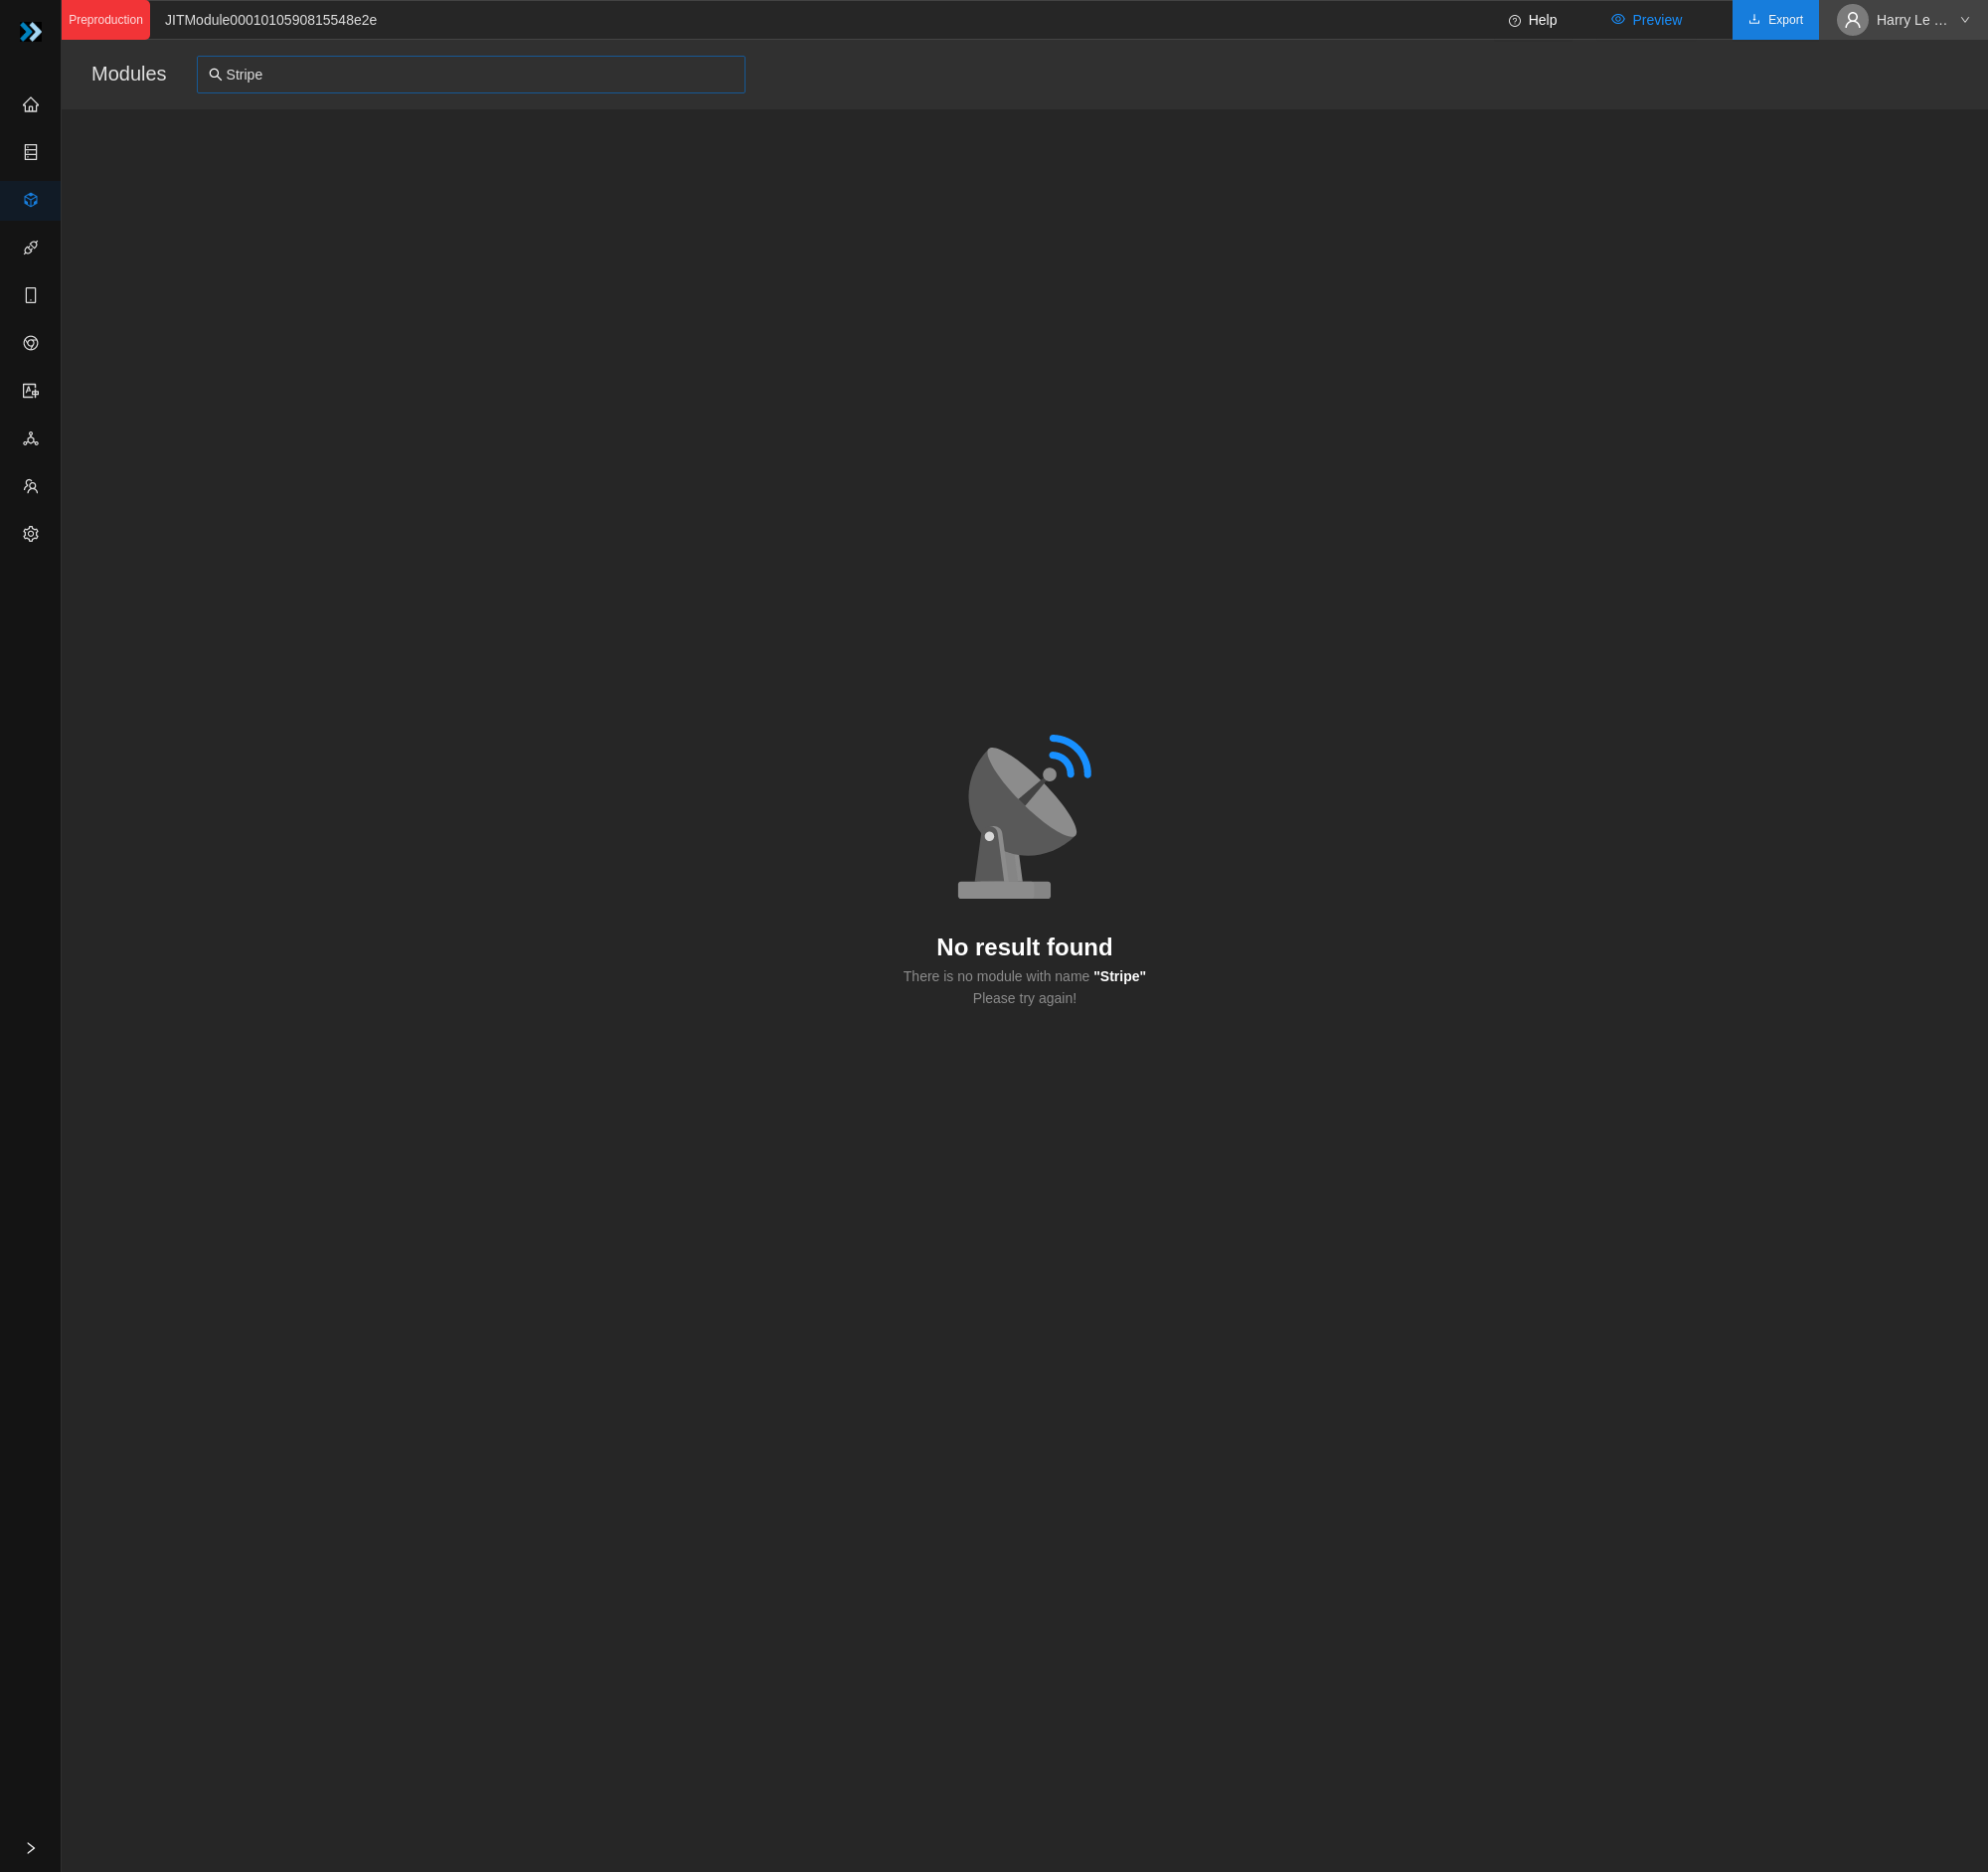 Preproduction
JITModule0001010590815548e2e
Help
Preview
Export
Harry Le ...
Modules
Stripe
No result found
There is no module with name "Stripe"
Please try again!